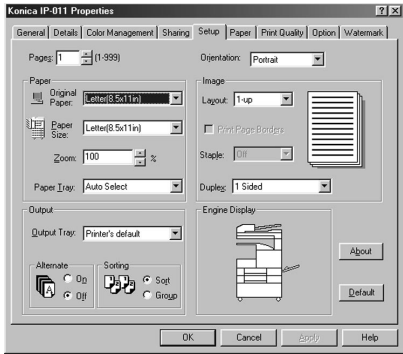 Konica IP-011 Properties
General Details Color Management Sharing Setup Paper Print Quality Option Watermark
Pages: 1 (1-999) Orientation: Portrait
Paper
Original Paper: Letter(8.5x11in)
Paper Size: Letter(8.5x11in)
Zoom: 100 %
Paper Tray: Auto Select
Image
Layout: 1-up
Print Page Borders
Staple: Off
Duplex: 1 Sided
Output
Output Tray: Printer's default
Alternate
On
Off
Sorting
Sort
Group
Engine Display
About
Default
OK Cancel Apply Help